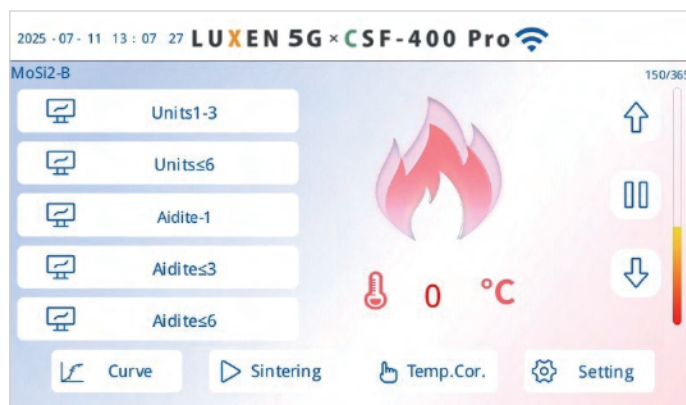 2025-07-11 13:07 27 LUXEN 5G × CSF-400 Pro
MoSi2-B
150/365
Units1-3
Units≤6
Aidite-1
Aidite≤3
Aidite≤6
0 °C
Curve
Sintering
Temp.Cor.
Setting